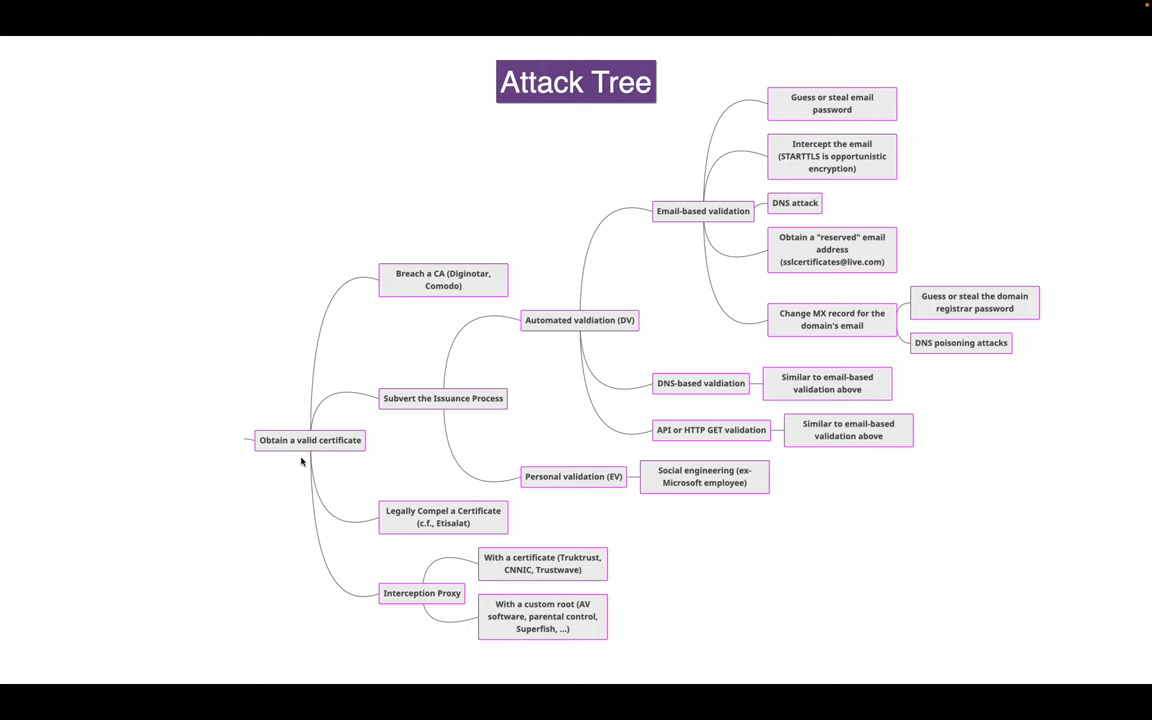 Attack Tree
Guess or steal email
password
Intercept the email
(STARTTLS is opportunistic
encryption)
Email-based validation
DNS attack
Obtain a "reserved" email
address
(sslcertificates@live.com)
Breach a CA (Diginotar,
Comodo)
Guess or steal the domain
registrar password
Automated valdiation (DV)
Change MX record for the
domain's email
DNS poisoning attacks
DNS-based valdiation
Similar to email-based
validation above
Subvert the Issuance Process
API or HTTP GET validation
Similar to email-based
validation above
Obtain a valid certificate
Personal validation (EV)
Social engineering (ex-
Microsoft employee)
Legally Compel a Certificate
(c.f., Etisalat)
With a certificate (Truktrust,
CNNIC, Trustwave)
Interception Proxy
With a custom root (AV
software, parental control,
Superfish, ...)